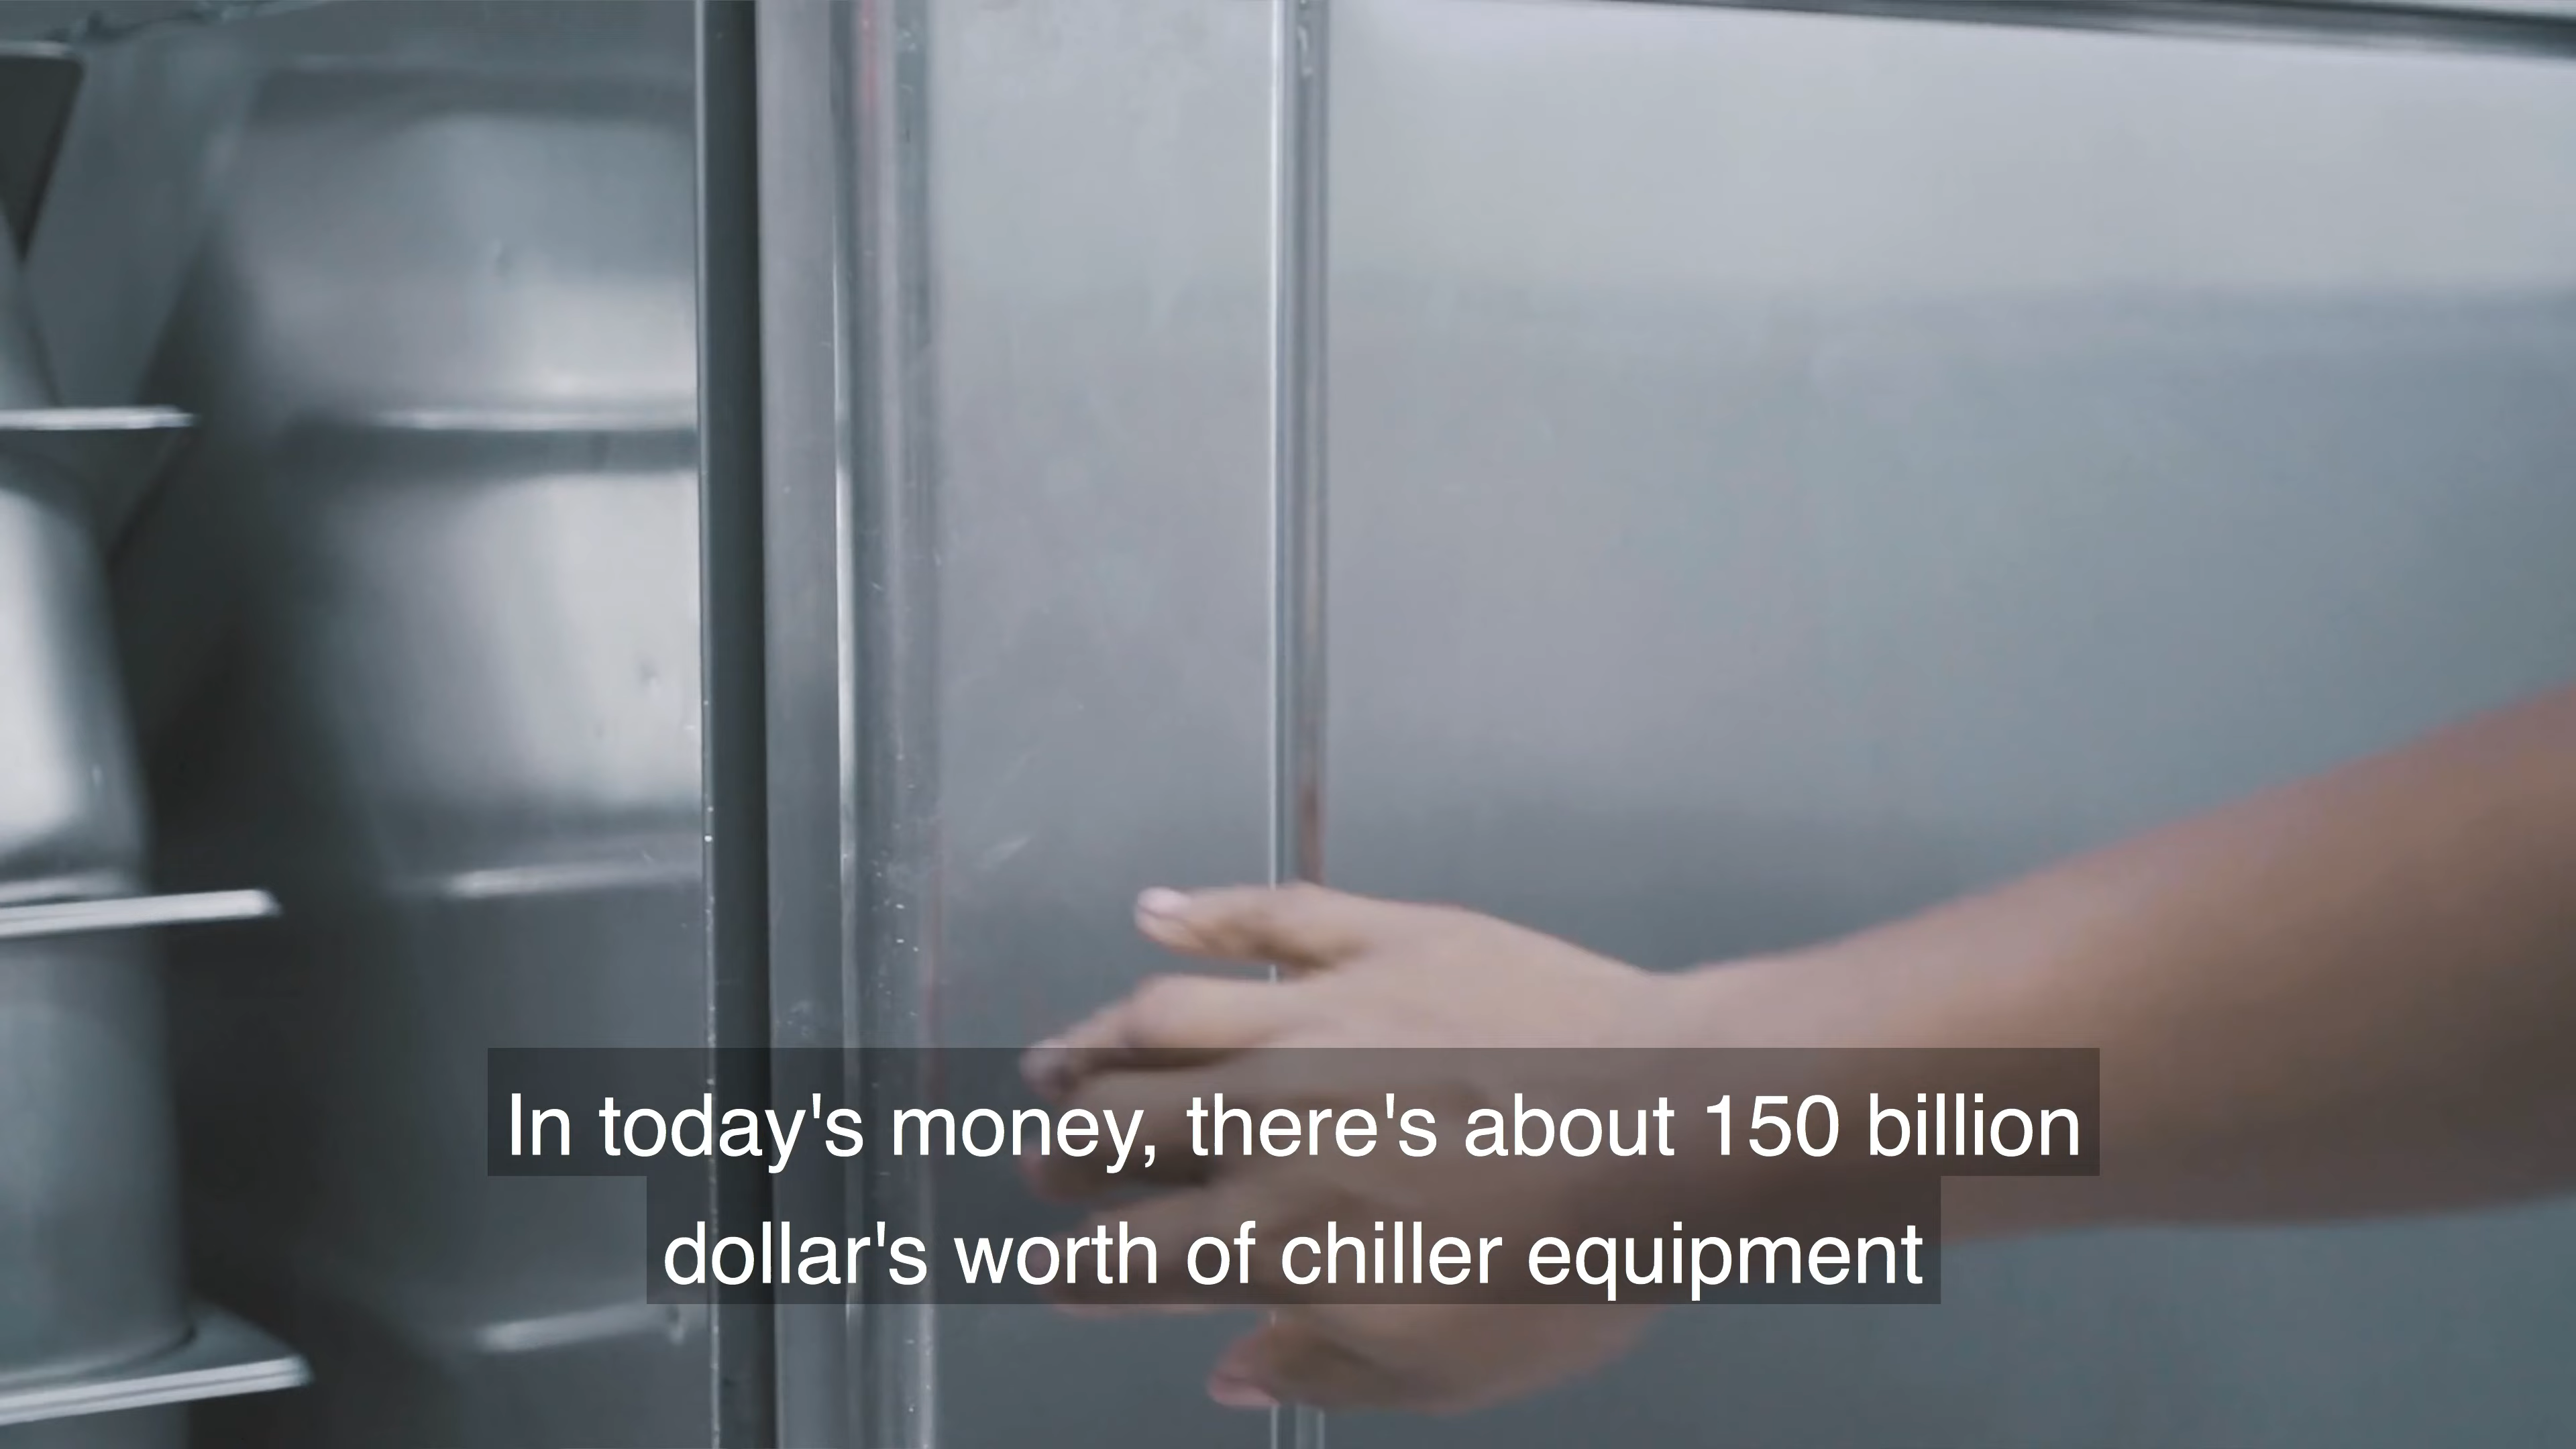 In today's money, there's about 150 billion
dollar's worth of chiller equipment